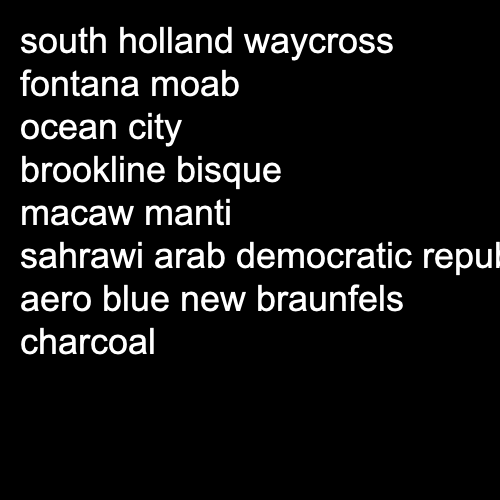 south holland waycross
fontana moab
ocean city
brookline bisque
macaw manti
sahrawi arab democratic
aero blue new braunfels
charcoal